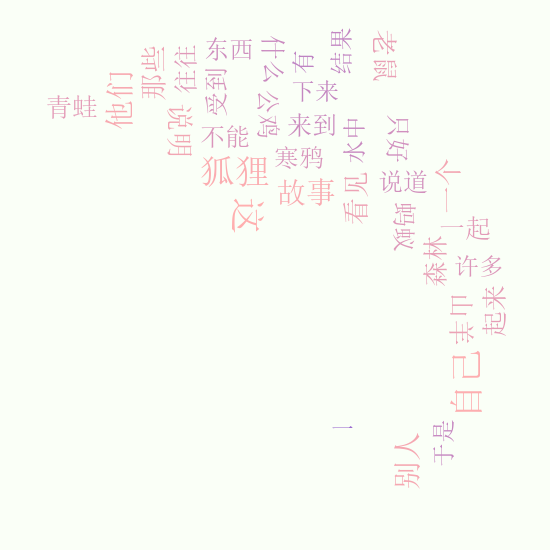 东西
什么
有
结果
老鼠
往往
那些
他们
青蛙
受到
下来
说明
不能
公鸡
来到
水中
只好
寒鸦
狐狸
故事
看见
说道
这
一个
蚂蚁
一起
森林
许多
山羊
起来
自己
一
别人
于是